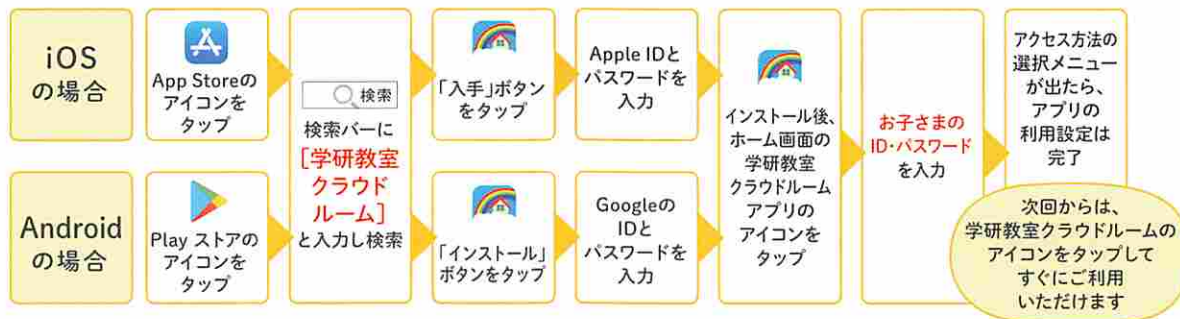 iOS
の場合
App Storeの
アイコンを
タップ
検索
検索バーに
[学研教室
クラウド
ルーム]
と入力し検索
「入手」ボタン
をタップ
Apple IDと
パスワードを
入力
Android
の場合
Play ストアの
アイコンを
タップ
「インストール」
ボタンをタップ
Googleの
IDと
パスワードを
入力
インストール後、
ホーム画面の
学研教室
クラウドルーム
アプリの
アイコンを
タップ
お子さまの
ID・パスワード
を入力
アクセス方法の
選択メニュー
が出たら、
アプリの
利用設定は
完了
次回からは、
学研教室クラウドルームの
アイコンをタップして
すぐにご利用
いただけます